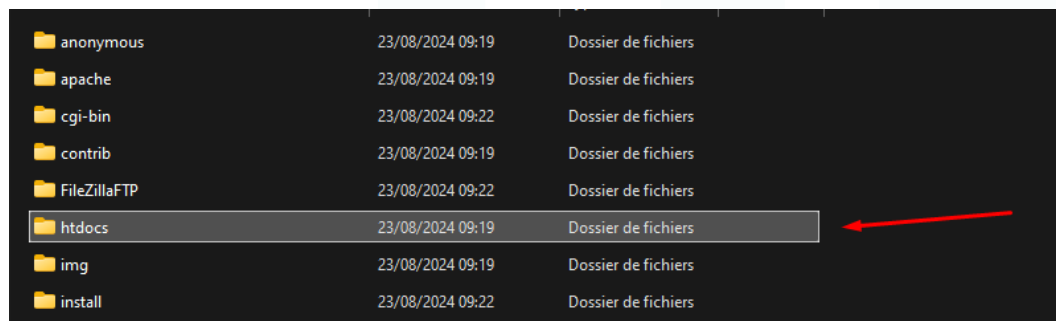 anonymous 23/08/2024 09:19 Dossier de fichiers
apache 23/08/2024 09:19 Dossier de fichiers
cgi-bin 23/08/2024 09:22 Dossier de fichiers
contrib 23/08/2024 09:19 Dossier de fichiers
FileZillaFTP 23/08/2024 09:22 Dossier de fichiers
htdocs 23/08/2024 09:19 Dossier de fichiers
img 23/08/2024 09:19 Dossier de fichiers
install 23/08/2024 09:22 Dossier de fichiers